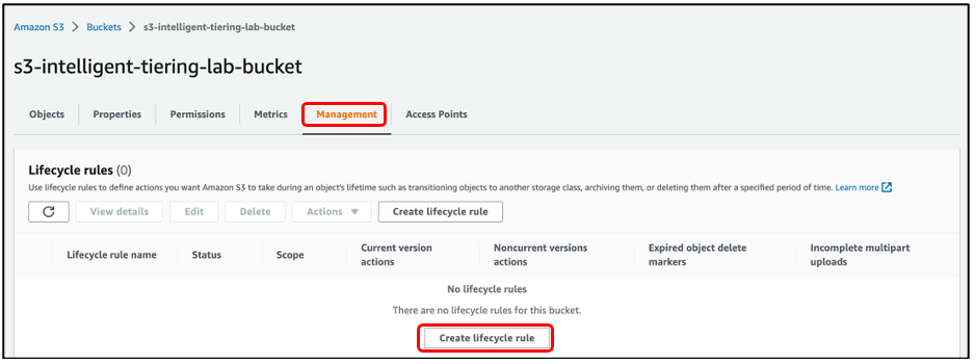 Amazon S3 > Buckets > s3-intelligent-tiering-lab-bucket
s3-intelligent-tiering-lab-bucket
Objects Properties Permissions Metrics Management Access Points
Lifecycle rules (0)
Use lifecycle rules to define actions you want Amazon S3 to take during an object's lifetime such as transitioning objects to another storage class, archiving them, or deleting them after a specified period of time. Learn more
View details Edit Delete Actions ▼ Create lifecycle rule
Lifecycle rule name Status Scope Current version actions Noncurrent versions actions Expired object delete markers Incomplete multipart uploads
No lifecycle rules
There are no lifecycle rules for this bucket.
Create lifecycle rule